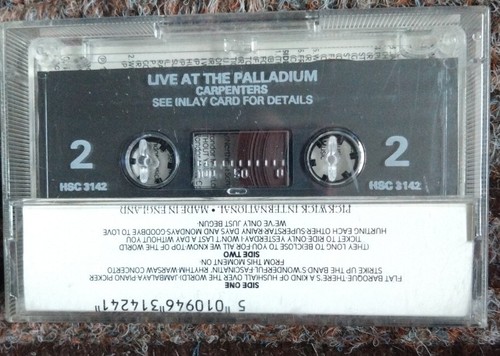 LIVE AT THE PALLADIUM
CARPENTERS
SEE INLAY CARD FOR DETAILS
2
2
HSC 3142
HSC 3142
5 010946 314241
SIDE ONE
FLAT BAROQUE·THERE'S A KIND OF HUSH(ALL OVER THE WORLD)·JAMBALAYA·PIANO PICKER
STRIKE UP THE BAND·S'WONDERFUL·FASCINATIN' RHYTHM·WARSAW CONCERTO
FROM THIS MOMENT ON
SIDE TWO
(THEY LONG TO BE)CLOSE TO YOU·FOR ALL WE KNOW·TOP OF THE WORLD
TICKET TO RIDE·ONLY YESTERDAY·I WON'T LAST A DAY WITHOUT YOU
HURTING EACH OTHER·SUPERSTAR·RAINY DAYS AND MONDAYS·GOODBYE TO LOVE
WE'VE ONLY JUST BEGUN·
PICKWICK INTERNATIONAL • MADE IN ENGLAND